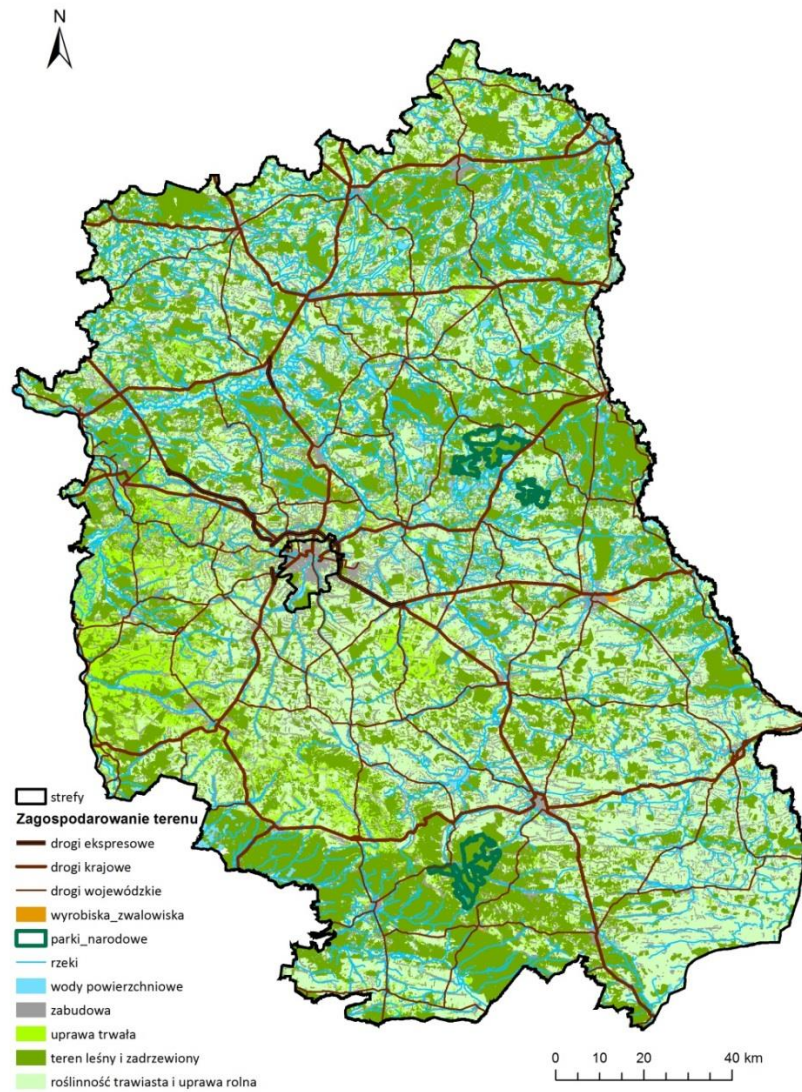 N
strefy
Zagospodarowanie terenu
drogi ekspresowe
drogi krajowe
drogi wojewódzkie
wyrobiska_zwalowiska
parki_narodowe
rzeki
wody powierzchniowe
zabudowa
uprawa trwała
teren leśny i zadrzewiony
roślinność trawiasta i uprawa rolna
0 10 20 40 km